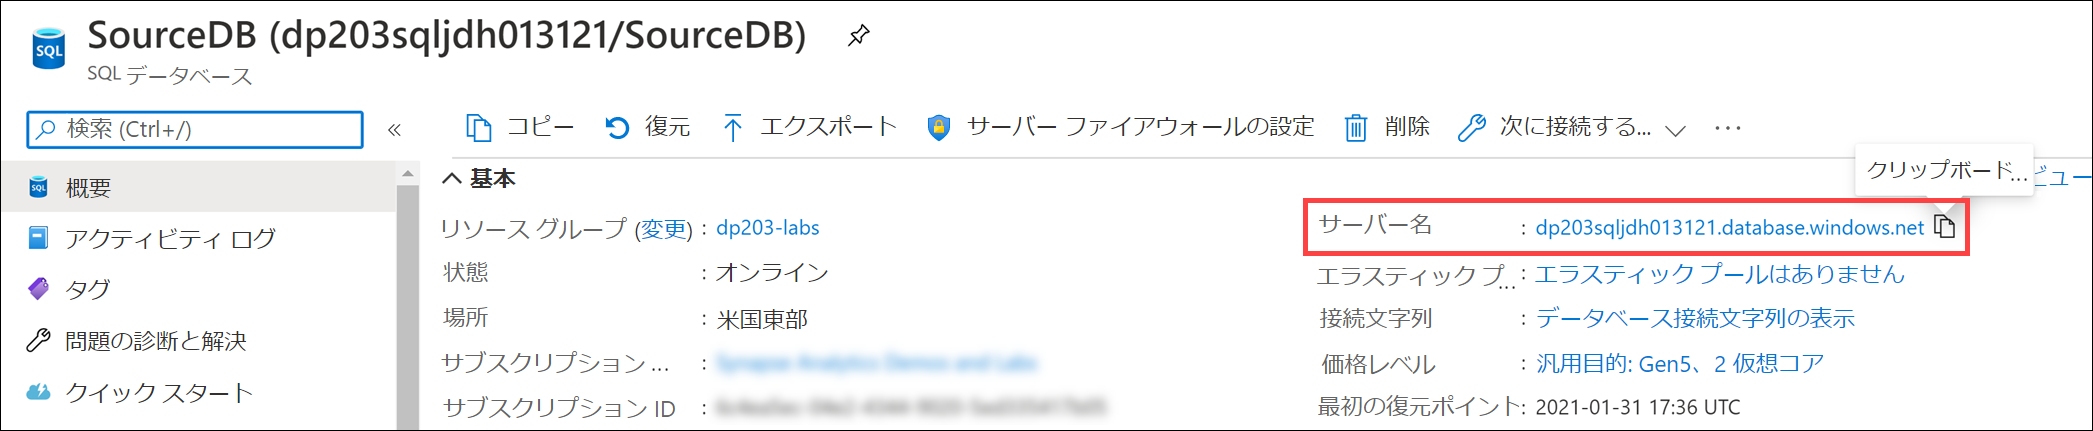 SourceDB (dp203sqljdh013121/SourceDB)
SQL
SQL データベース
検索 (Ctrl+/)
«
コピー
復元
エクスポート
サーバー ファイアウォールの設定
削除
次に接続する...
...
クリップボード...
ビュー
SQL
概要
アクティビティ ログ
タグ
問題の診断と解決
クイック スタート
基本
リソース グループ (変更) : dp203-labs
状態 : オンライン
場所 : 米国東部
サブスクリプション ... :
サブスクリプション ID :
サーバー名 : dp203sqljdh013121.database.windows.net
エラスティック プ... : エラスティック プールはありません
接続文字列 : データベース接続文字列の表示
価格レベル : 汎用目的: Gen5、2 仮想コア
最初の復元ポイント : 2021-01-31 17:36 UTC